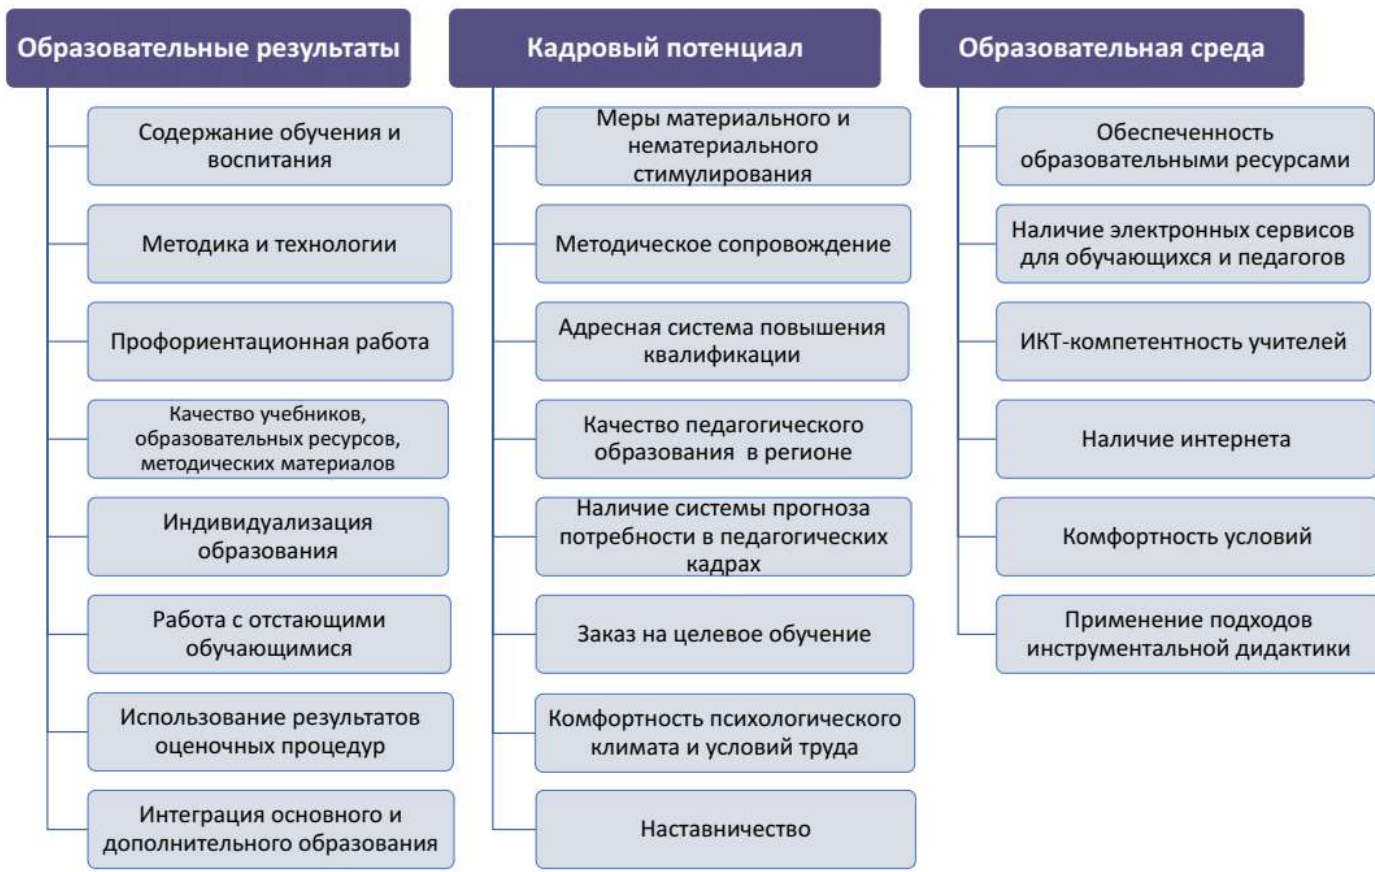 Образовательные результаты
Содержание обучения и
воспитания
Методика и технологии
Профориентационная работа
Качество учебников,
образовательных ресурсов,
методических материалов
Индивидуализация
образования
Работа с отстающими
обучающимися
Использование результатов
оценочных процедур
Интеграция основного и
дополнительного образования
Кадровый потенциал
Меры материального и
нематериального
стимулирования
Методическое сопровождение
Адресная система повышения
квалификации
Качество педагогического
образования в регионе
Наличие системы прогноза
потребности в педагогических
кадрах
Заказ на целевое обучение
Комфортность психологического
климата и условий труда
Наставничество
Образовательная среда
Обеспеченность
образовательными ресурсами
Наличие электронных сервисов
для обучающихся и педагогов
ИКТ-компетентность учителей
Наличие интернета
Комфортность условий
Применение подходов
инструментальной дидактики